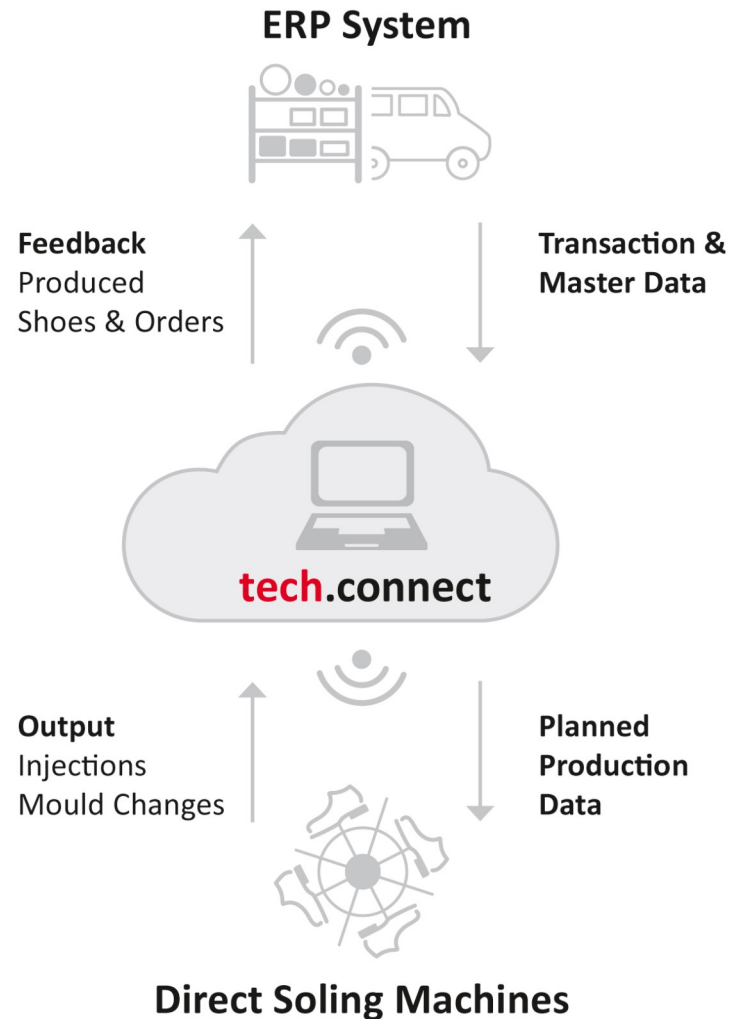 ERP System
Feedback
Produced
Shoes & Orders
Transaction &
Master Data
tech.connect
Output
Injections
Mould Changes
Planned
Production
Data
Direct Soling Machines